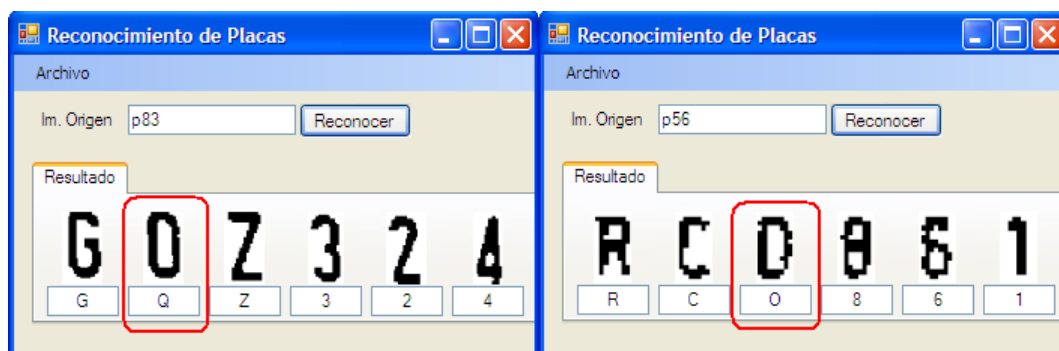 Reconocimiento de Placas
Archivo
Im. Origen p83 Reconocer
Resultado
G O Z 3 2 4
G Q Z 3 2 4
Reconocimiento de Placas
Archivo
Im. Origen p56 Reconocer
Resultado
R C D 8 6 1
R C O 8 6 1